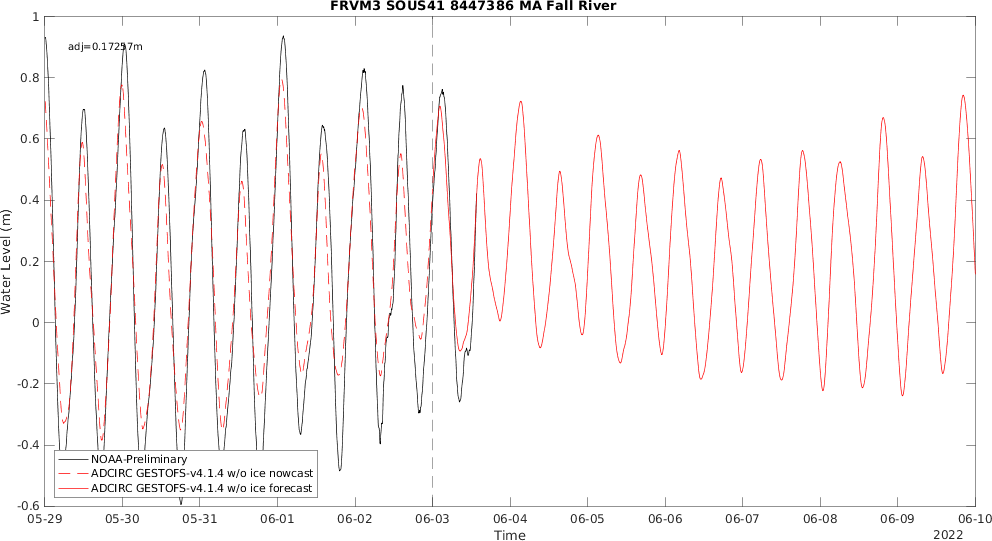 FRVM3 SOUS41 8447386 MA Fall River
adj=0.17257m
Water Level (m)
1
0.8
0.6
0.4
0.2
0
-0.2
-0.4
-0.6
NOAA-Preliminary
ADCIRC GESTOFS-v4.1.4 w/o ice nowcast
ADCIRC GESTOFS-v4.1.4 w/o ice forecast
05-29 05-30 05-31 06-01 06-02 06-03 06-04 06-05 06-06 06-07 06-08 06-09 06-10
Time
2022